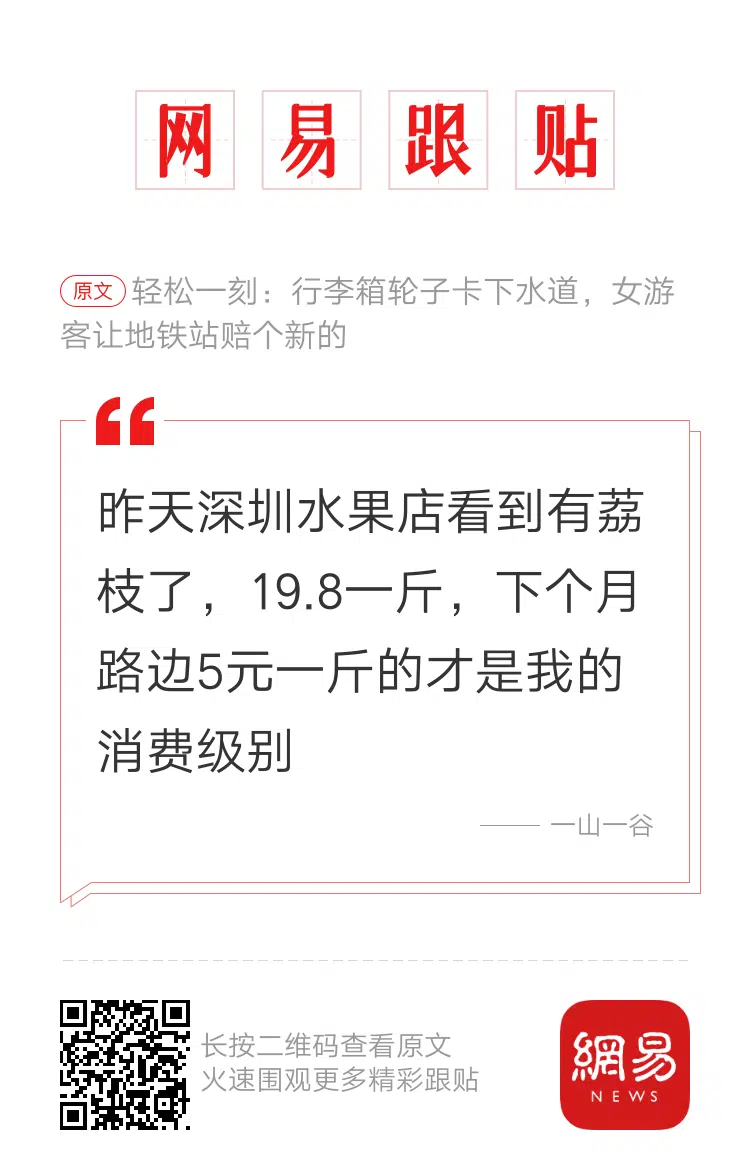 网易跟贴
原文 轻松一刻：行李箱轮子卡下水道，女游
客让地铁站赔个新的
昨天深圳水果店看到有荔
枝了，19.8一斤，下个月
路边5元一斤的才是我的
消费级别
—— 一山一谷
长按二维码查看原文
火速围观更多精彩跟贴
網易
NEWS